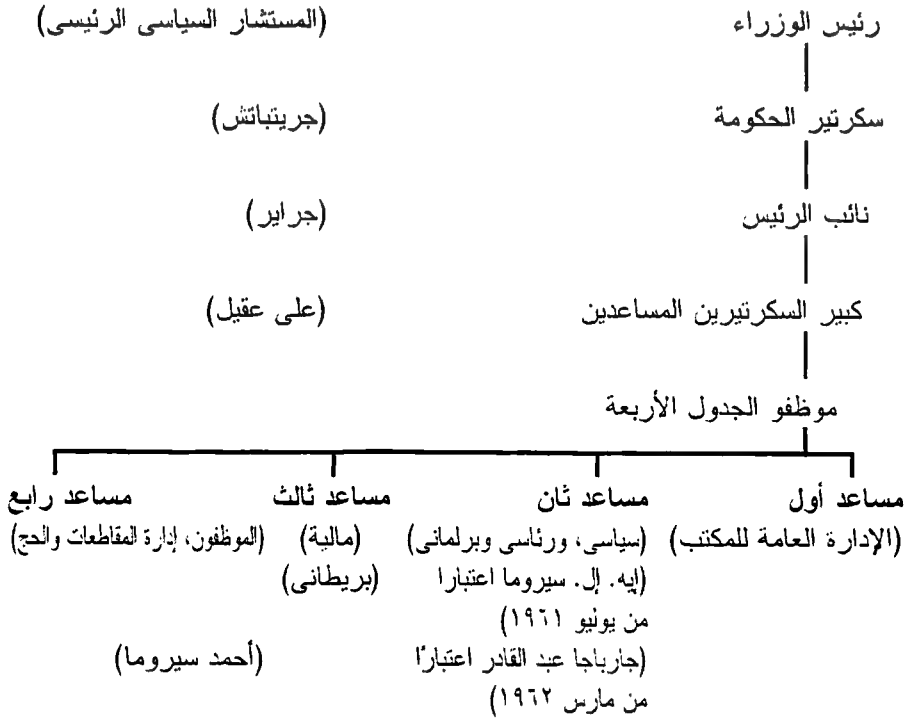 رئيس الوزراء (المستشار السياسى الرئيسى)
سكرتير الحكومة (جريتباتش)
نائب الرئيس (جراير)
كبير السكرتيرين المساعدين (على عقيل)
موظفو الجدول الأربعة
مساعد أول مساعد ثان مساعد ثالث مساعد رابع
(الإدارة العامة للمكتب) (سياسى، ورئاسى وبرلمانى) (مالية) (الموظفون، إدارة المقاطعات والحج)
(إيه. إل. سيروما اعتبارا (بريطانى)
من يوليو ١٩٦١)
(جارباجا عبد القادر اعتبارًا (أحمد سيروما)
من مارس ١٩٦٢)